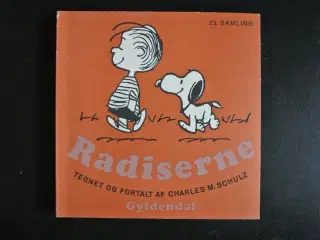 23. SAMLING
Radiserne
TEGNET OG FORTALT AF CHARLES M. SCHULZ
Gyldendal